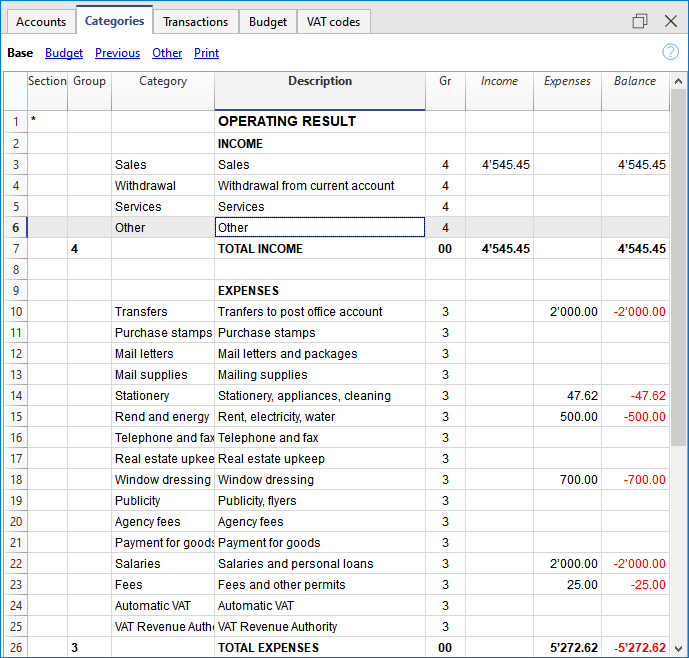 Accounts Categories Transactions Budget VAT codes
Base Budget Previous Other Print ?
Section Group Category Description Gr Income Expenses Balance
1 * OPERATING RESULT
2 INCOME
3 Sales Sales 4 4'545.45 4'545.45
4 Withdrawal Withdrawal from current account 4
5 Services Services 4
6 Other Other 4
7 4 TOTAL INCOME 00 4'545.45 4'545.45
8
9 EXPENSES
10 Transfers Tranfers to post office account 3 2'000.00 -2'000.00
11 Purchase stamps Purchase stamps 3
12 Mail letters Mail letters and packages 3
13 Mail supplies Mailing supplies 3
14 Stationery Stationery, appliances, cleaning 3 47.62 -47.62
15 Rend and energy Rent, electricity, water 3 500.00 -500.00
16 Telephone and fax Telephone and fax 3
17 Real estate upkee Real estate upkeep 3
18 Window dressing Window dressing 3 700.00 -700.00
19 Publicity Publicity, flyers 3
20 Agency fees Agency fees 3
21 Payment for goods Payment for goods 3
22 Salaries Salaries and personal loans 3 2'000.00 -2'000.00
23 Fees Fees and other permits 3 25.00 -25.00
24 Automatic VAT Automatic VAT 3
25 VAT Revenue Auth VAT Revenue Authority 3
26 3 TOTAL EXPENSES 00 5'272.62 -5'272.62